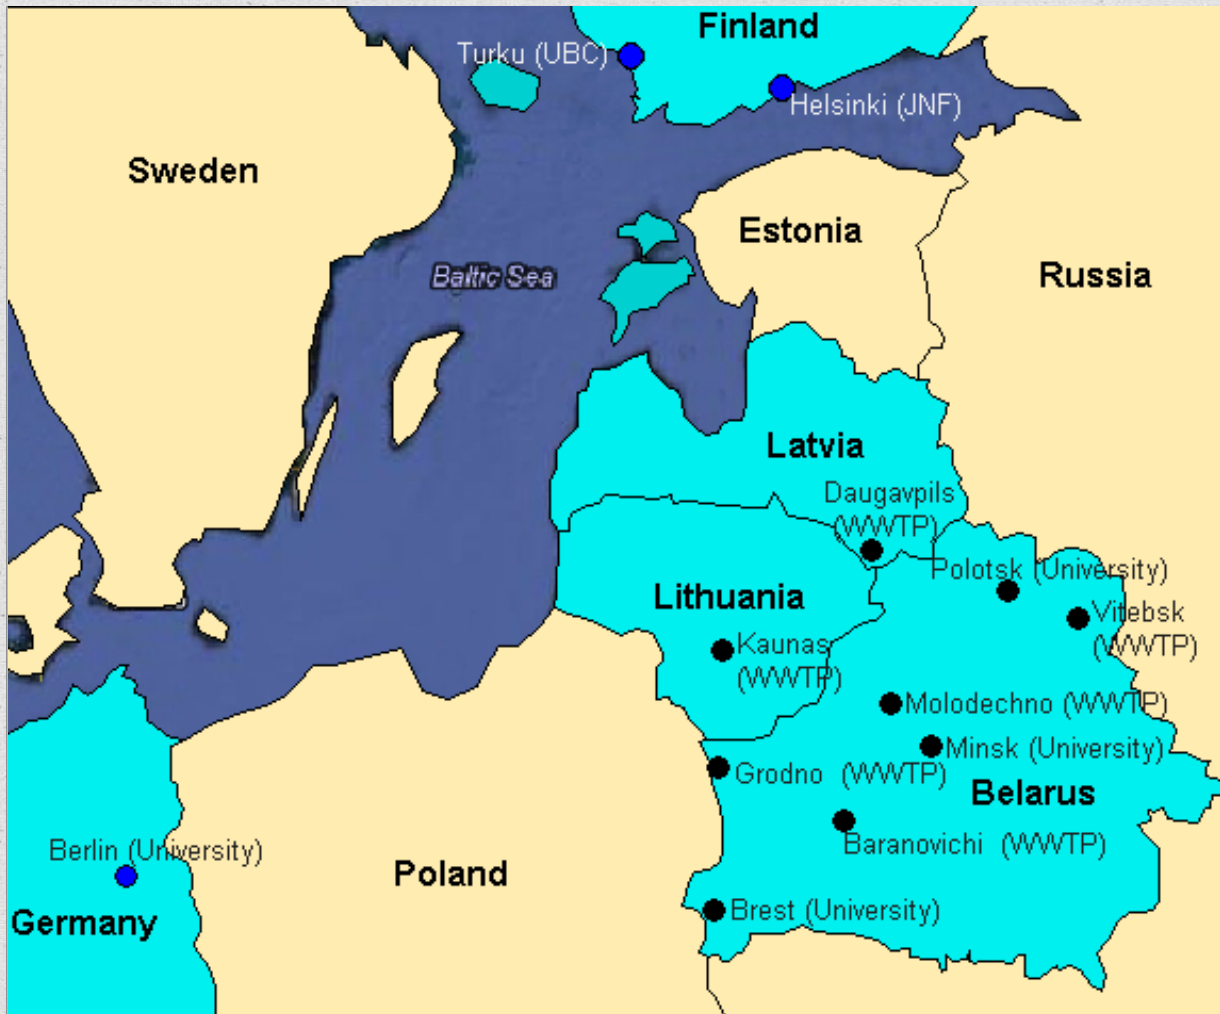 Finland
Turku (UBC)
Helsinki (JNF)
Sweden
Estonia
Baltic Sea
Russia
Latvia
Daugavpils
(WWTP)
Polotsk (University)
Lithuania
Vitebsk
(WWTP)
Kaunas
(WWTP)
Molodechno (WWTP)
Minsk (University)
Grodno (WWTP)
Belarus
Baranovichi (WWTP)
Berlin (University)
Poland
Brest (University)
Germany